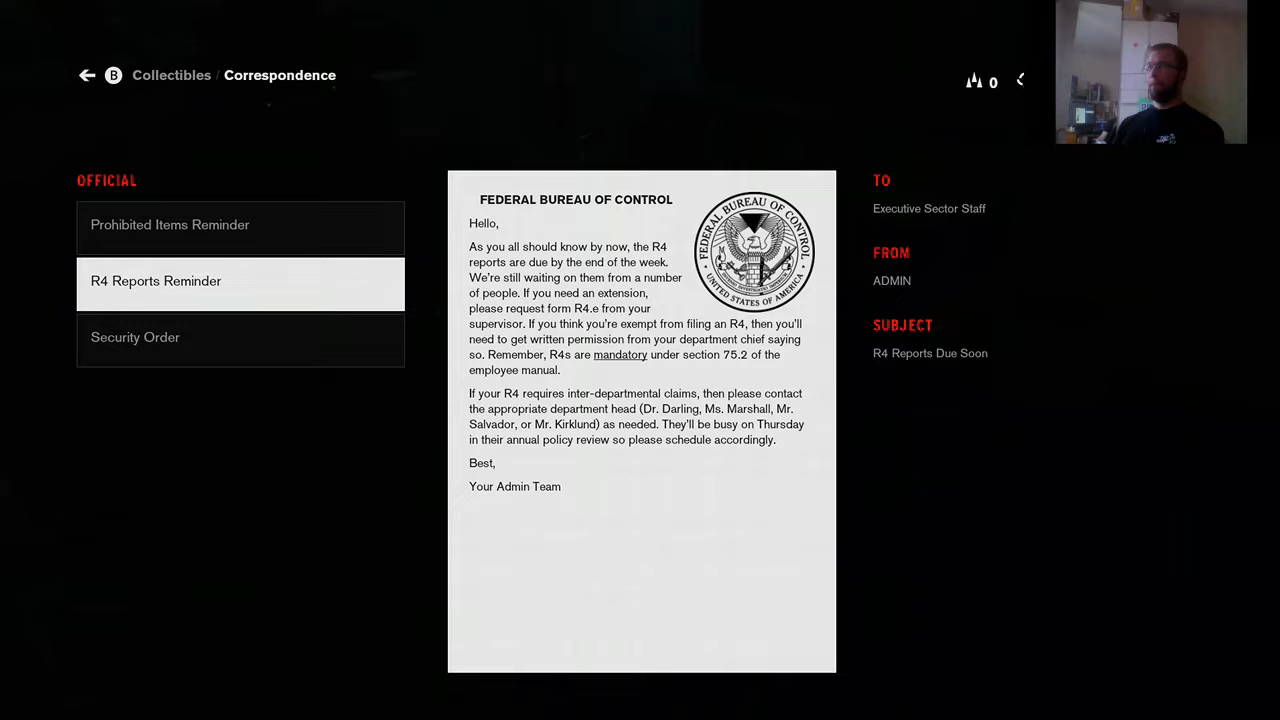 B Collectibles / Correspondence
0
OFFICIAL
Prohibited Items Reminder
R4 Reports Reminder
Security Order
FEDERAL BUREAU OF CONTROL
Hello,
As you all should know by now, the R4
reports are due by the end of the week.
We're still waiting on them from a number
of people. If you need an extension,
please request form R4.e from your
supervisor. If you think you're exempt from filing an R4, then you'll
need to get written permission from your department chief saying
so. Remember, R4s are mandatory under section 75.2 of the
employee manual.
If your R4 requires inter-departmental claims, then please contact
the appropriate department head (Dr. Darling, Ms. Marshall, Mr.
Salvador, or Mr. Kirklund) as needed. They'll be busy on Thursday
in their annual policy review so please schedule accordingly.
Best,
Your Admin Team
FEDERAL BUREAU OF CONTROL
UNITED STATES OF AMERICA
TO
Executive Sector Staff
FROM
ADMIN
SUBJECT
R4 Reports Due Soon